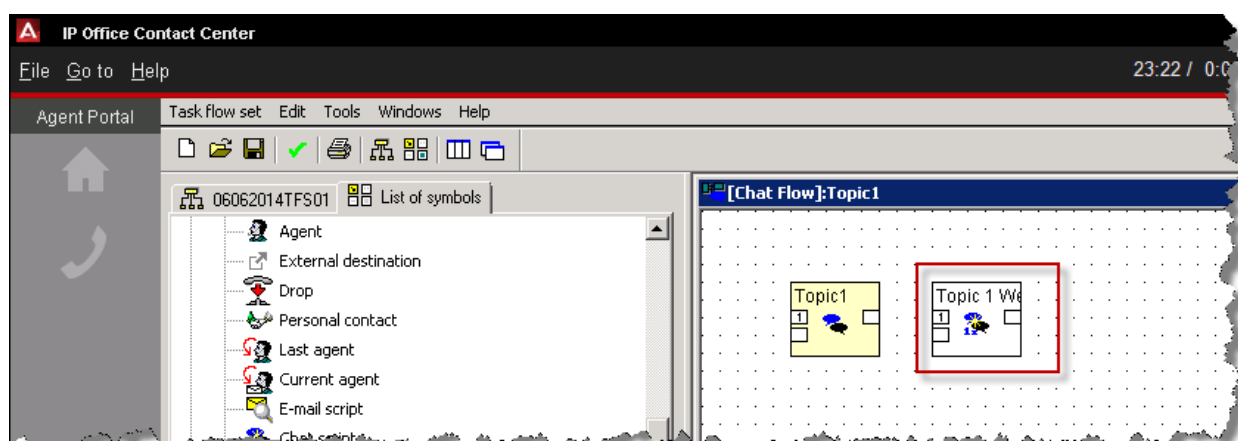 IP Office Contact Center
File Go to Help
23:22 /
Agent Portal
Task flow set Edit Tools Windows Help
06062014TFS01 List of symbols
[Chat Flow]:Topic1
Agent
External destination
Drop
Personal contact
Last agent
Current agent
E-mail script
Topic1
1
Topic 1 We
1